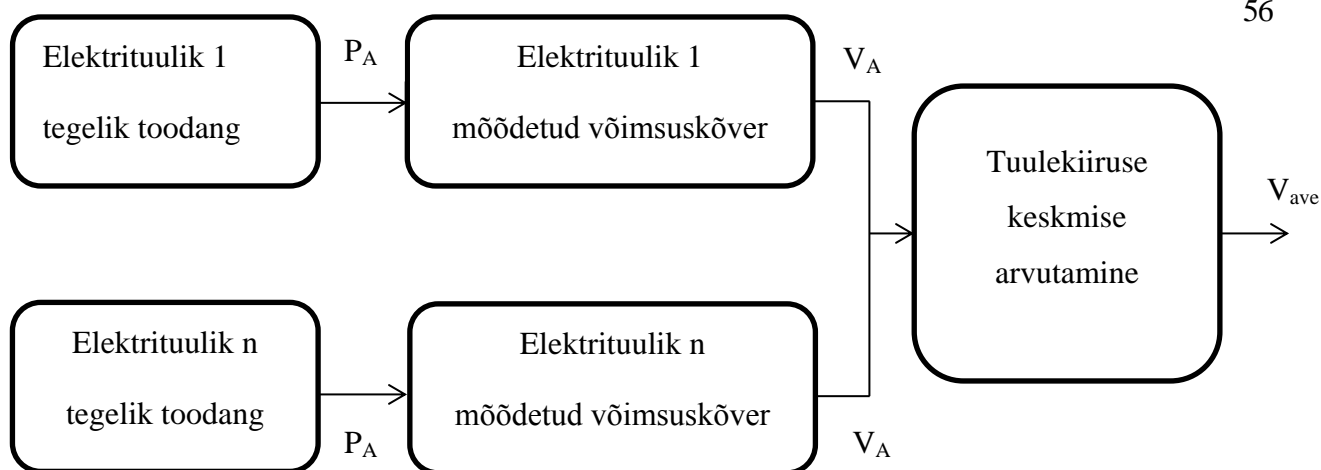 56
Elektrituulik 1
tegelik toodang
P_A
Elektrituulik 1
mõõdetud võimsuskõver
V_A
Tuulekiiruse
keskmise
arvutamine
V_ave
Elektrituulik n
tegelik toodang
P_A
Elektrituulik n
mõõdetud võimsuskõver
V_A